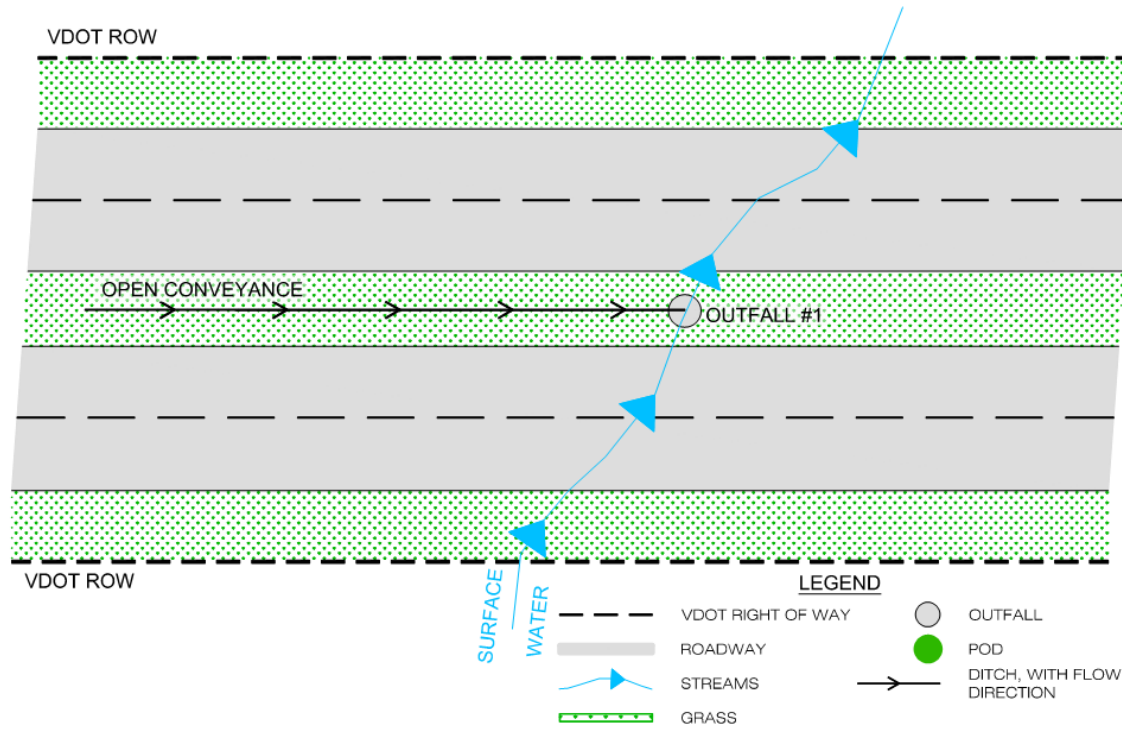 VDOT ROW
OPEN CONVEYANCE
OUTFALL #1
VDOT ROW
SURFACE
WATER
LEGEND
VDOT RIGHT OF WAY
ROADWAY
STREAMS
GRASS
OUTFALL
POD
DITCH, WITH FLOW
DIRECTION